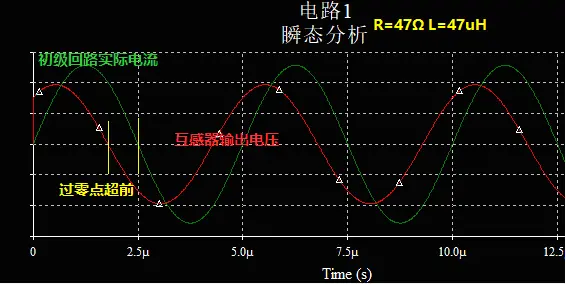 电路1
瞬态分析
R=47Ω L=47uH
初级回路实际电流
互感器输出电压
过零点超前
0 2.5µ 5.0µ 7.5µ 10.0µ 12.5
Time (s)